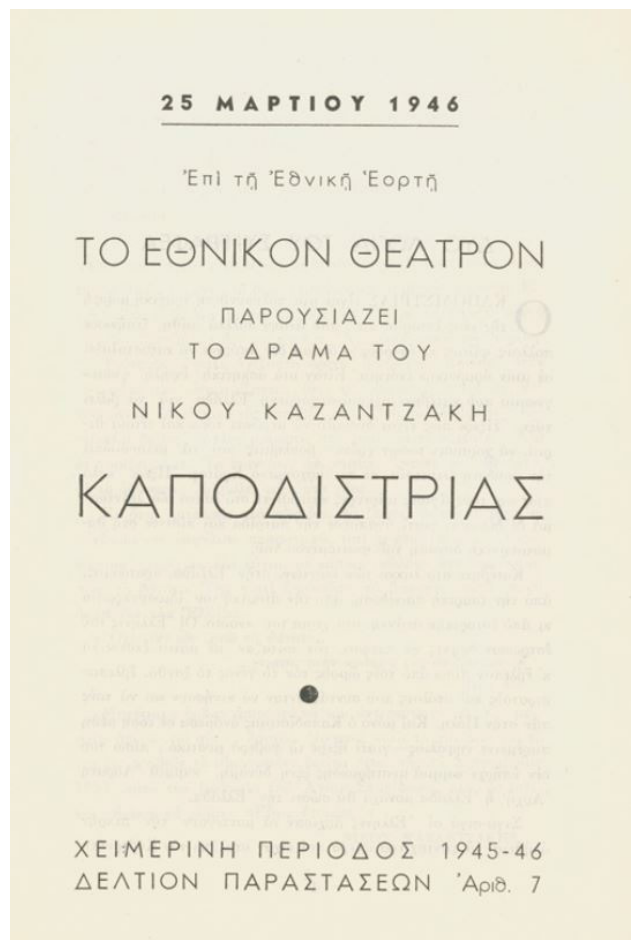 25 ΜΑΡΤΙΟΥ 1946
Ἐπὶ τῇ Ἐθνικῇ Ἑορτῇ
ΤΟ ΕΘΝΙΚΟΝ ΘΕΑΤΡΟΝ
ΠΑΡΟΥΣΙΑΖΕΙ
ΤΟ ΔΡΑΜΑ ΤΟΥ
ΝΙΚΟΥ ΚΑΖΑΝΤΖΑΚΗ
ΚΑΠΟΔΙΣΤΡΙΑΣ
ΧΕΙΜΕΡΙΝΗ ΠΕΡΙΟΔΟΣ 1945-46
ΔΕΛΤΙΟΝ ΠΑΡΑΣΤΑΣΕΩΝ Ἀριθ. 7